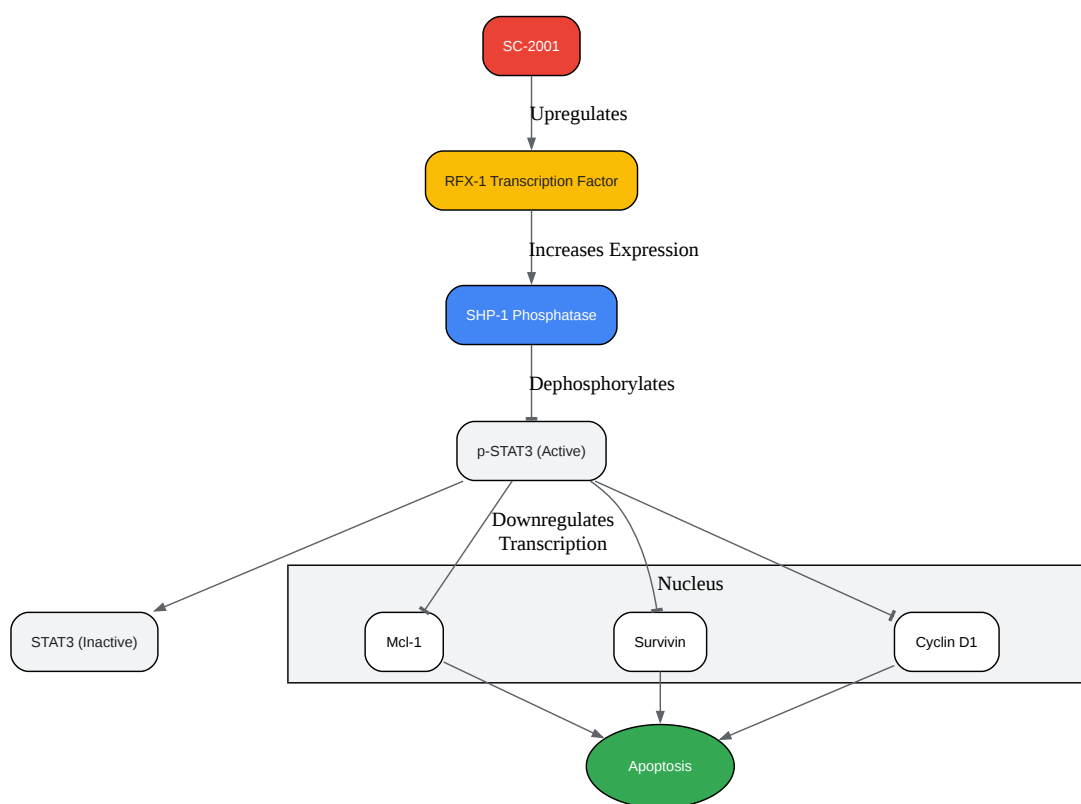 SC-2001
Upregulates
RFX-1 Transcription Factor
Increases Expression
SHP-1 Phosphatase
Dephosphorylates
p-STAT3 (Active)
Downregulates
Transcription
Nucleus
STAT3 (Inactive)
Mcl-1
Survivin
Cyclin D1
Apoptosis